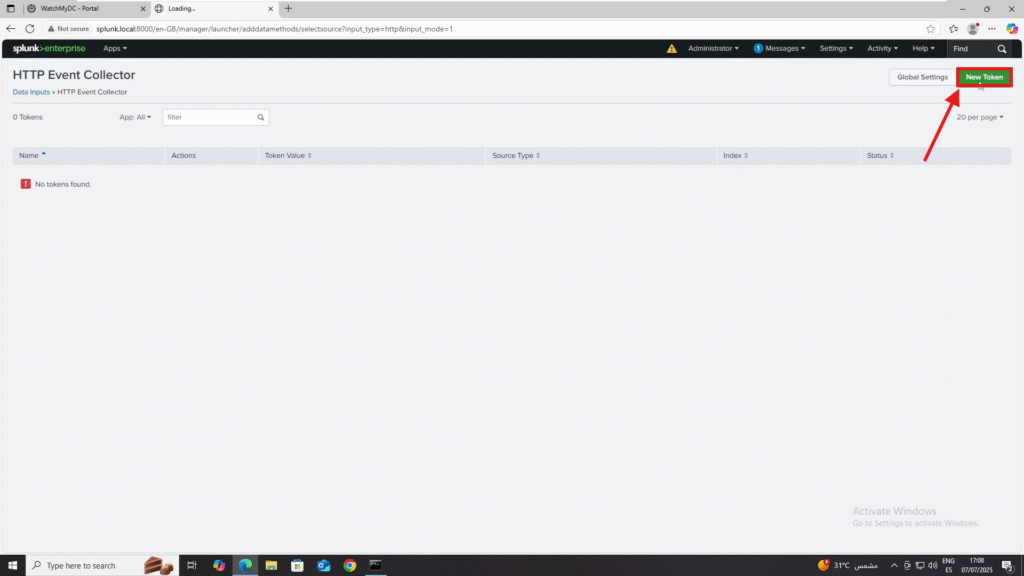 WatchMyDC - Portal
Loading...
Not secure splunk.local:8000/en-GB/manager/launcher/adddatamethods/selectsource?input_type=http&input_mode=1
splunk>enterprise Apps Administrator 1 Messages Settings Activity Help Find
HTTP Event Collector
Global Settings New Token
Data Inputs » HTTP Event Collector
0 Tokens App: All filter 20 per page
Name Actions Token Value Source Type Index Status
No tokens found.
Activate Windows
Go to Settings to activate Windows.
Type here to search 31°C مشمس ENG 17:08
ES 07/07/2025 2